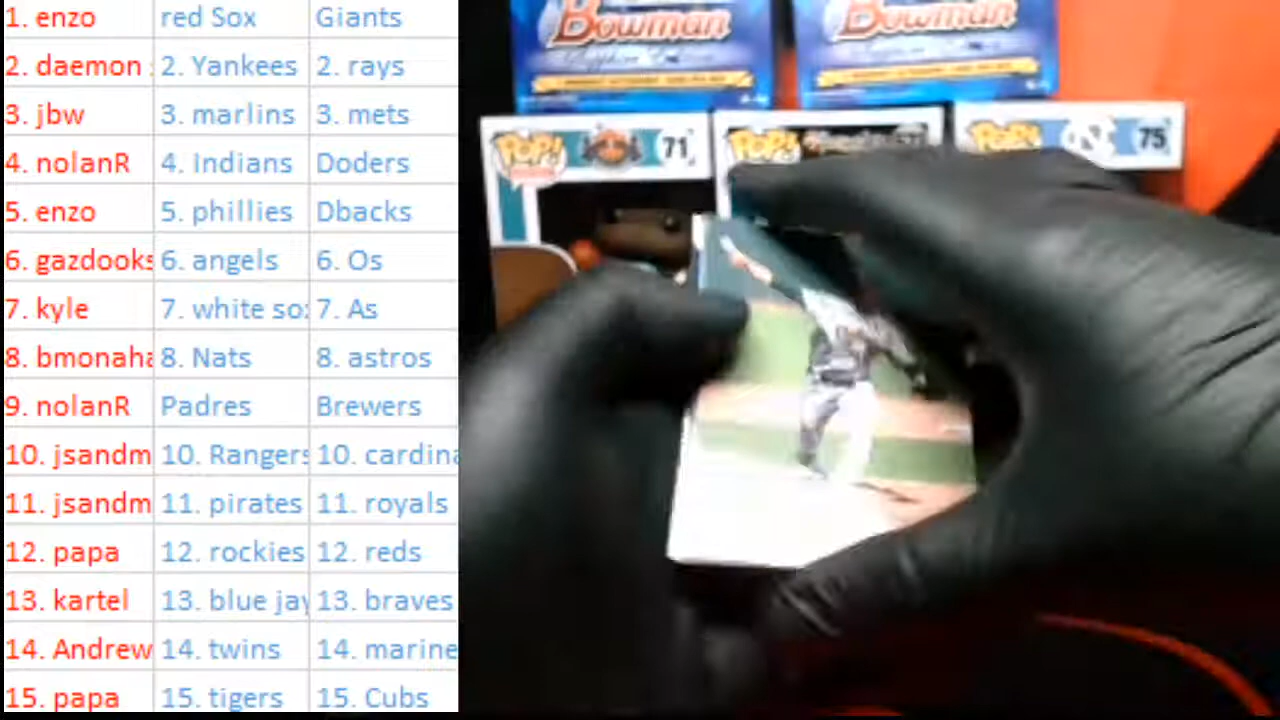 1. enzo red Sox Giants
2. daemon 2. Yankees 2. rays
3. jbw 3. marlins 3. mets
4. nolanR 4. Indians Doders
5. enzo 5. phillies Dbacks
6. gazdooks 6. angels 6. Os
7. kyle 7. white so 7. As
8. bmonaha 8. Nats 8. astros
9. nolanR Padres Brewers
10. jsandm 10. Rangers 10. cardina
11. jsandm 11. pirates 11. royals
12. papa 12. rockies 12. reds
13. kartel 13. blue jay 13. braves
14. Andrew 14. twins 14. marine
15. papa 15. tigers 15. Cubs
Bowman Bowman
POP! 71 POP! POP! 75